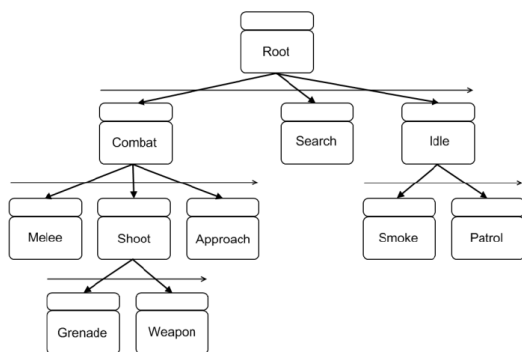 Root
Combat
Search
Idle
Melee
Shoot
Approach
Smoke
Patrol
Grenade
Weapon